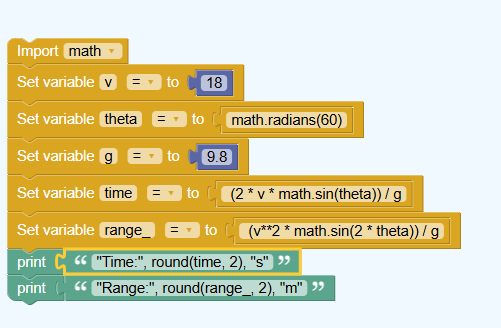 Import math
Set variable v = to 18
Set variable theta = to math.radians(60)
Set variable g = to 9.8
Set variable time = to (2 * v * math.sin(theta)) / g
Set variable range_ = to (v**2 * math.sin(2 * theta)) / g
print “ "Time:", round(time, 2), "s" ”
print “ "Range:", round(range_, 2), "m" ”